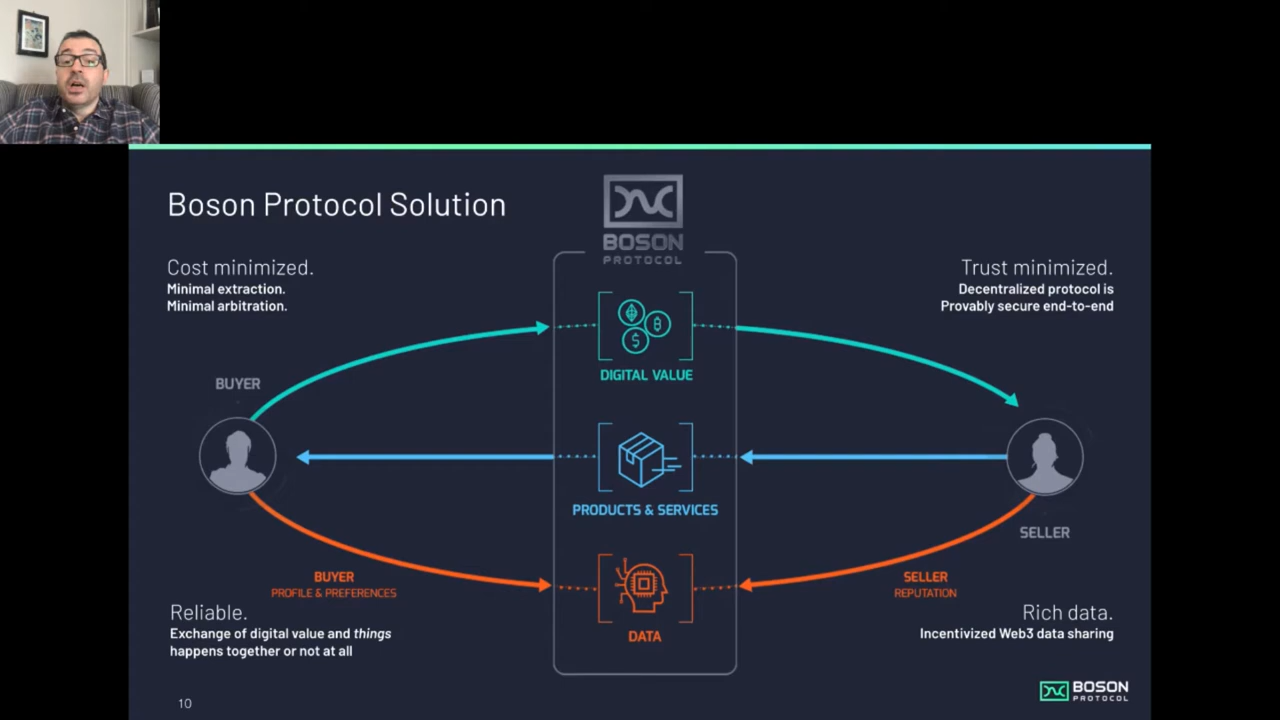 Boson Protocol Solution
BOSON
PROTOCOL
Cost minimized.
Minimal extraction.
Minimal arbitration.
Trust minimized.
Decentralized protocol is
Provably secure end-to-end
DIGITAL VALUE
BUYER
PRODUCTS & SERVICES
SELLER
BUYER
PROFILE & PREFERENCES
SELLER
REPUTATION
DATA
Reliable.
Exchange of digital value and things
happens together or not at all
Rich data.
Incentivized Web3 data sharing
10
BOSON
PROTOCOL